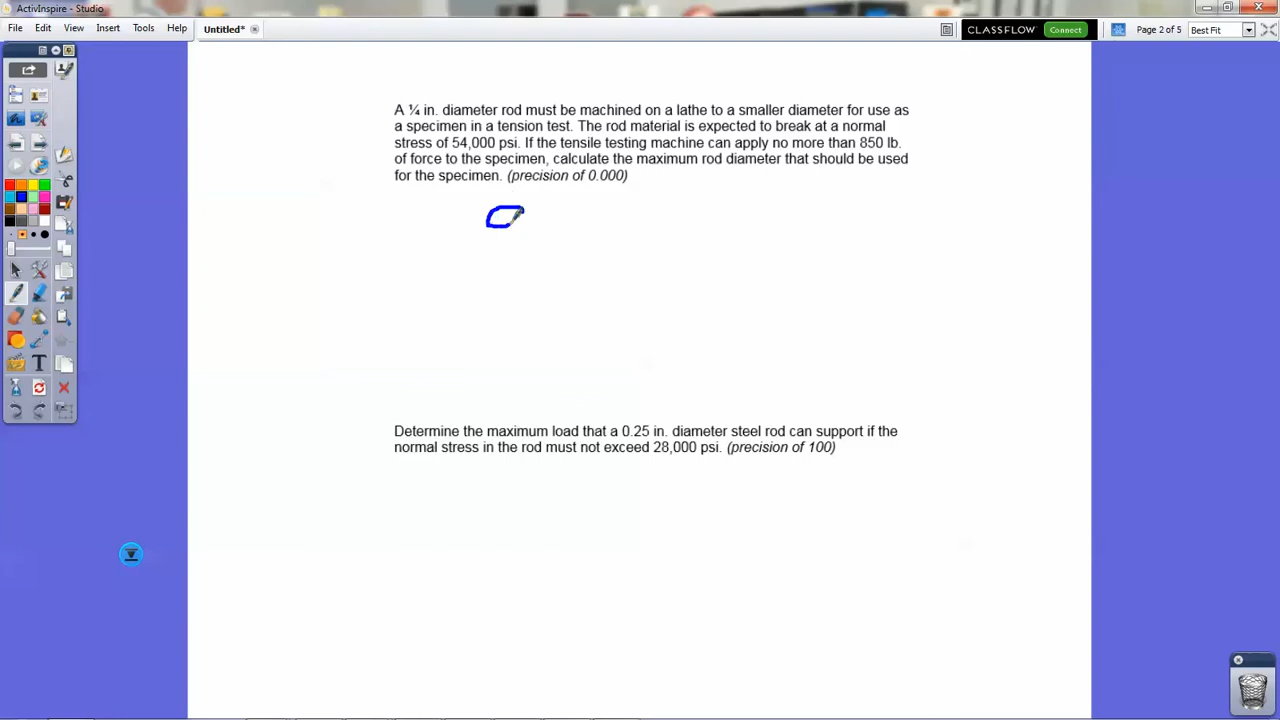 ActivInspire - Studio
File Edit View Insert Tools Help
Untitled*
CLASSFLOW Connect
Page 2 of 5
Best Fit
A ¼ in. diameter rod must be machined on a lathe to a smaller diameter for use as
a specimen in a tension test. The rod material is expected to break at a normal
stress of 54,000 psi. If the tensile testing machine can apply no more than 850 lb.
of force to the specimen, calculate the maximum rod diameter that should be used
for the specimen. (precision of 0.000)
Determine the maximum load that a 0.25 in. diameter steel rod can support if the
normal stress in the rod must not exceed 28,000 psi. (precision of 100)